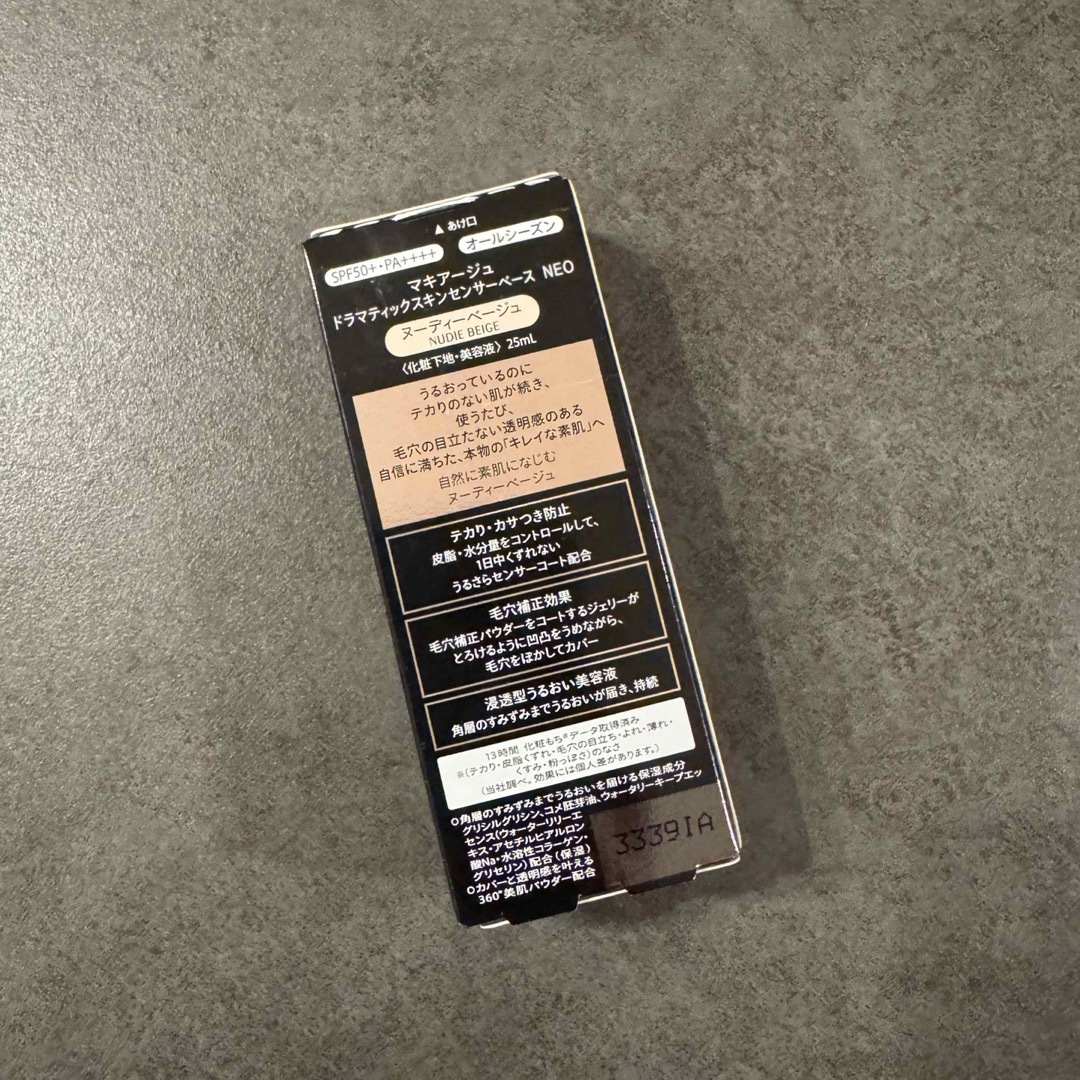 ▲ あけ口
SPF50+・PA++++ オールシーズン
マキアージュ
ドラマティックスキンセンサーベース NEO
ヌーディーベージュ
NUDIE BEIGE
〈化粧下地・美容液〉 25mL
うるおっているのに
テカりのない肌が続き、
使うたび、
毛穴の目立たない透明感のある
自信に満ちた、本物の「キレイな素肌」へ
自然に素肌になじむ
ヌーディーベージュ
テカり・カサつき防止
皮脂・水分量をコントロールして、
1日中くずれない
うるさらセンサーコート配合
毛穴補正効果
毛穴補正パウダーをコートするジェリーが
とろけるように凹凸をうめながら、
毛穴をぼかしてカバー
浸透型うるおい美容液
角層のすみずみまでうるおいが届き、持続
13時間 化粧もち※データ取得済み
※(テカり・皮脂くずれ・毛穴の目立ち・よれ・薄れ・
くすみ・粉っぽさ)のなさ
(当社調べ。効果には個人差があります。)
○角層のすみずみまでうるおいを届ける保湿成分
グリシルグリシン、コメ胚芽油、ウォータリーキープエッ
センス(ウォーターリリーエ
キス・アセチルヒアルロン
酸Na・水溶性コラーゲン・
グリセリン)配合(保湿)
○カバーと透明感を叶える
360°美肌パウダー配合
3339IA